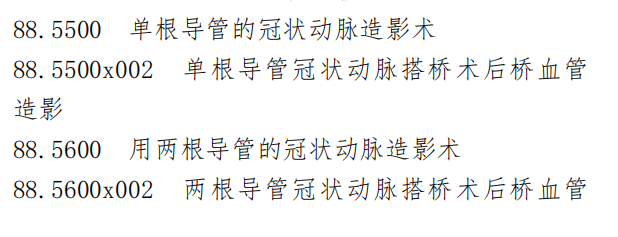 88.5500 单根导管的冠状动脉造影术
88.5500x002 单根导管冠状动脉搭桥术后桥血管
造影
88.5600 用两根导管的冠状动脉造影术
88.5600x002 两根导管冠状动脉搭桥术后桥血管